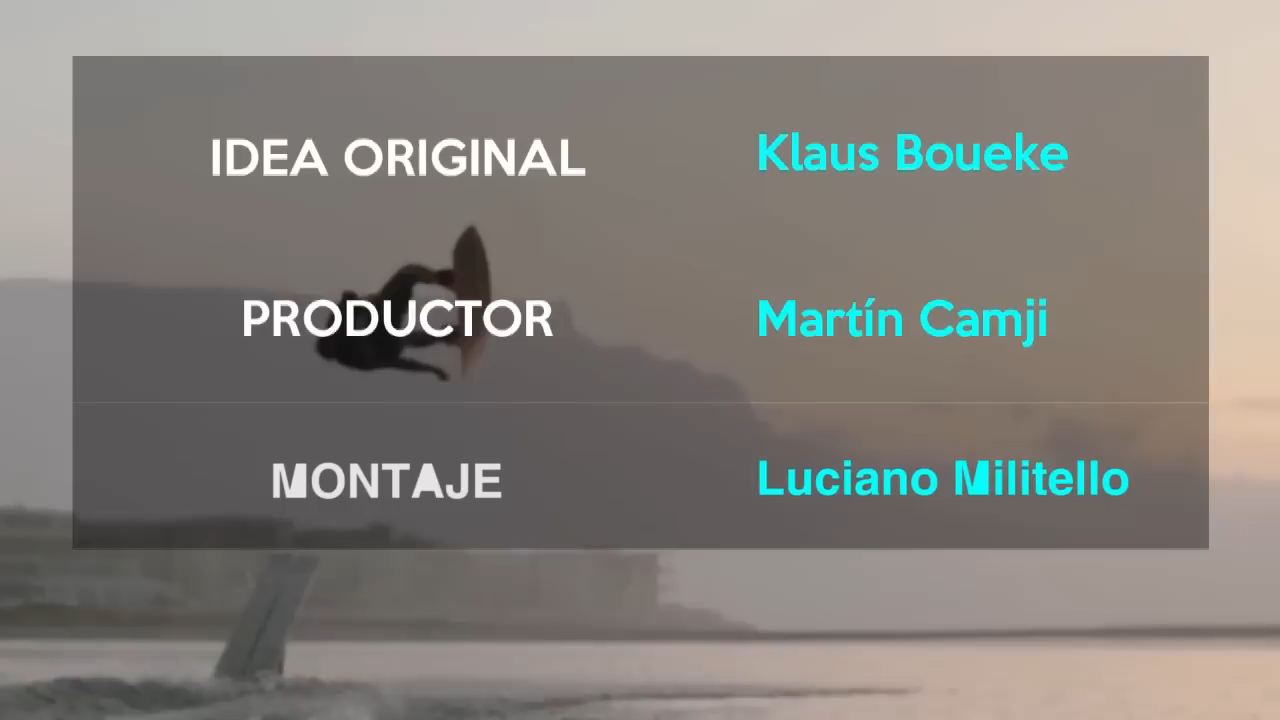 IDEA ORIGINAL Klaus Boueke
PRODUCTOR Martín Camji
MONTAJE Luciano Militello